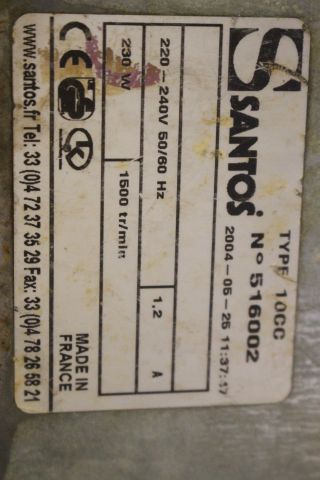 SANTOS
TYPE 10CC
N° 516002
2004-05-25 11:37:17
220-240V 50/60 Hz
1,2 A
230 W
1500 tr/min
CE
MADE IN
FRANCE
www.santos.fr Tel: 33 (0)4 72 37 35 29 Fax: 33 (0)4 78 26 58 21